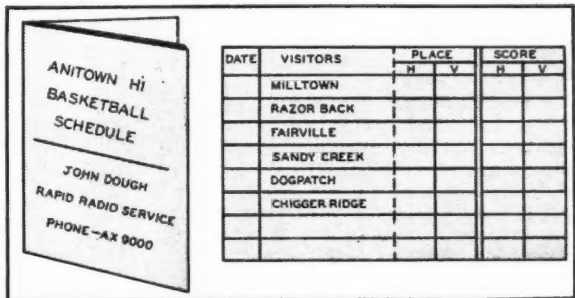 ANITOWN Hi
BASKETBALL
SCHEDULE
JOHN DOUGH
RAPID RADIO SERVICE
PHONE-AX 9000
DATE VISITORS PLACE SCORE
H V H V
MILLTOWN
RAZOR BACK
FAIRVILLE
SANDY CREEK
DOGPATCH
CHIGGER RIDGE